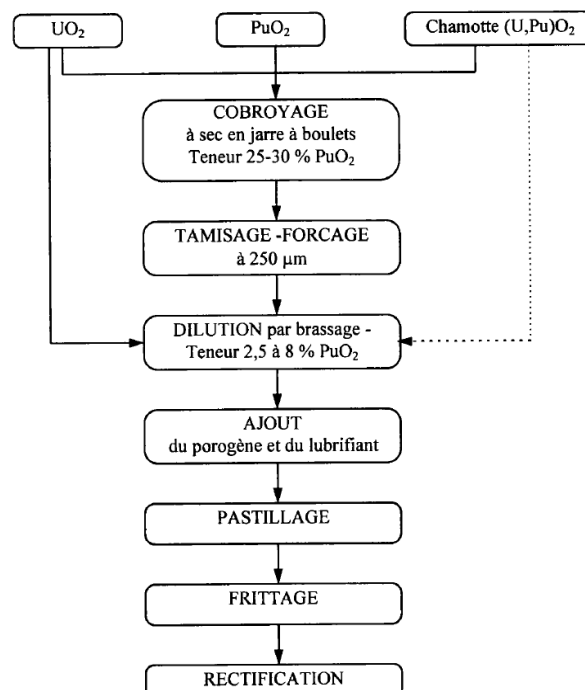 UO₂
PuO₂
Chamotte (U,Pu)O₂
COBROYAGE
à sec en jarre à boulets
Teneur 25-30 % PuO₂
TAMISAGE -FORCAGE
à 250 μm
DILUTION par brassage -
Teneur 2,5 à 8 % PuO₂
AJOUT
du porogène et du lubrifiant
PASTILLAGE
FRITTAGE
RECTIFICATION